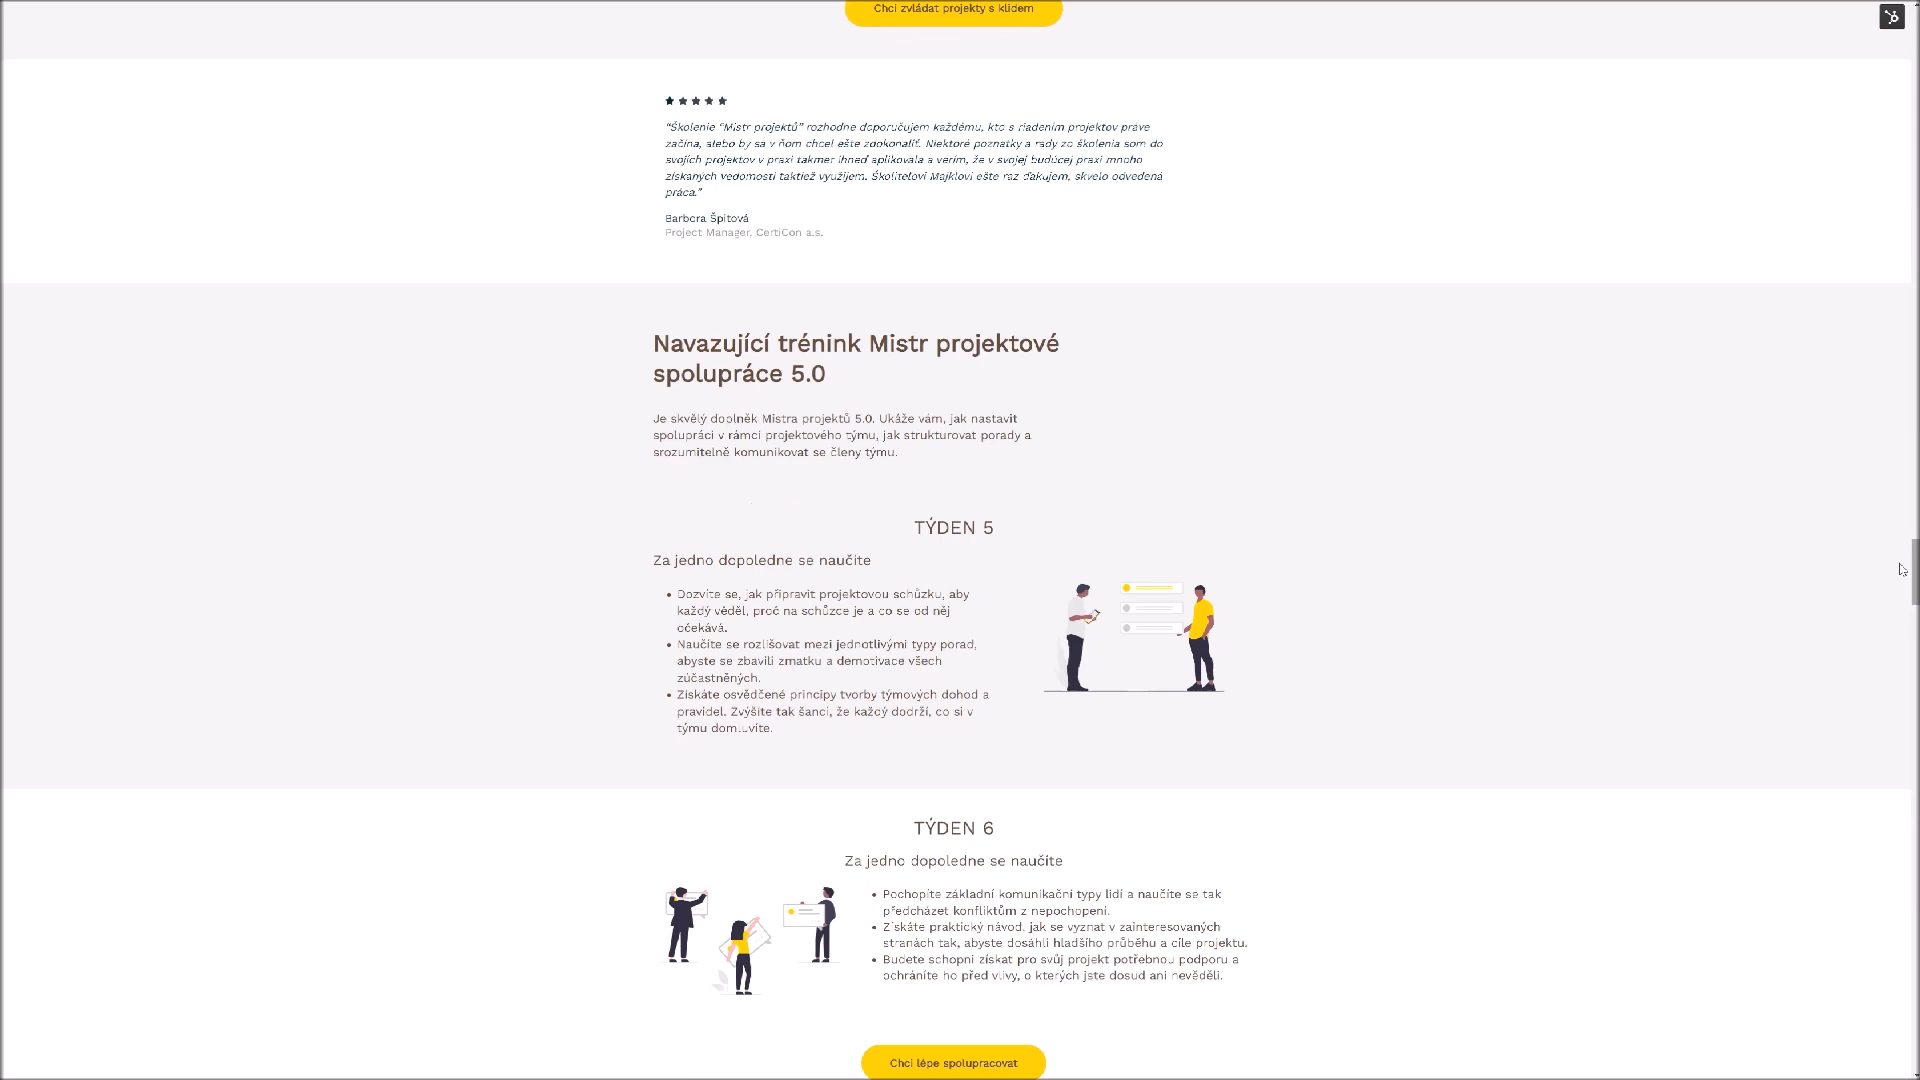 Chci zvládat projekty s klidem
“Školenie “Mistr projektů” rozhodne doporučujem každému, kto s riadením projektov práve
začína, alebo by sa v ňom chcel ešte zdokonaliť. Niektoré poznatky a rady zo školenia som do
svojich projektov v praxi takmer ihneď aplikovala a verím, že v svojej budúcej praxi mnoho
získaných vedomostí taktiež využijem. Školiteľovi Majklovi ešte raz ďakujem, skvelo odvedená
práca.”
Barbora Špitová
Project Manager, CertiCon a.s.
Navazující trénink Mistr projektové
spolupráce 5.0
Je skvělý doplněk Mistra projektů 5.0. Ukáže vám, jak nastavit
spolupráci v rámci projektového týmu, jak strukturovat porady a
srozumitelně komunikovat se členy týmu.
TÝDEN 5
Za jedno dopoledne se naučíte
• Dozvíte se, jak připravit projektovou schůzku, aby
každý věděl, proč na schůzce je a co se od něj
očekává.
• Naučíte se rozlišovat mezi jednotlivými typy porad,
abyste se zbavili zmatku a demotivace všech
zúčastněných.
• Získáte osvědčené principy tvorby týmových dohod a
pravidel. Zvýšíte tak šanci, že každý dodrží, co si v
týmu domluvíte.
TÝDEN 6
Za jedno dopoledne se naučíte
• Pochopíte základní komunikační typy lidí a naučíte se tak
předcházet konfliktům z nepochopení.
• Získáte praktický návod, jak se vyznat v zainteresovaných
stranách tak, abyste dosáhli hladšího průběhu a cíle projektu.
• Budete schopni získat pro svůj projekt potřebnou podporu a
ochráníte ho před vlivy, o kterých jste dosud ani nevěděli.
Chci lépe spolupracovat